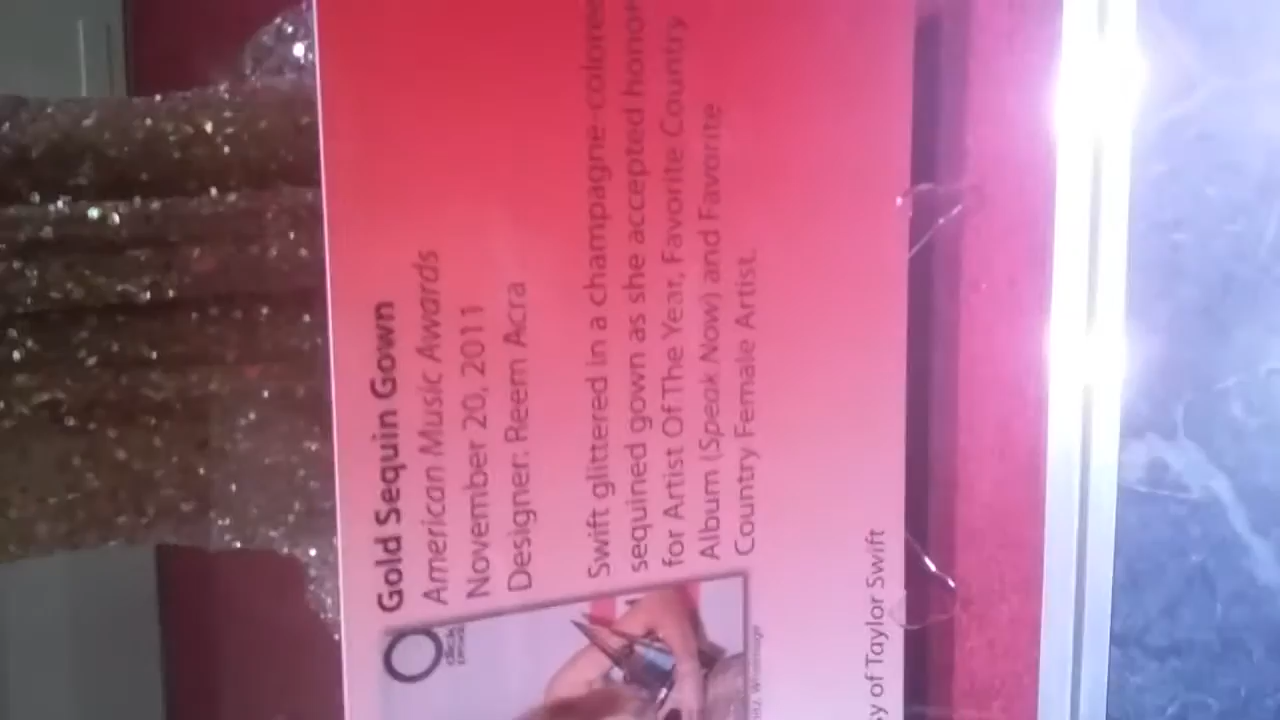 Gold Sequin Gown
American Music Awards
November 20, 2011
Designer: Reem Acra
Swift glittered in a champagne-colore
sequined gown as she accepted honor
for Artist Of The Year, Favorite Country
Album (Speak Now) and Favorite
Country Female Artist.
y of Taylor Swift